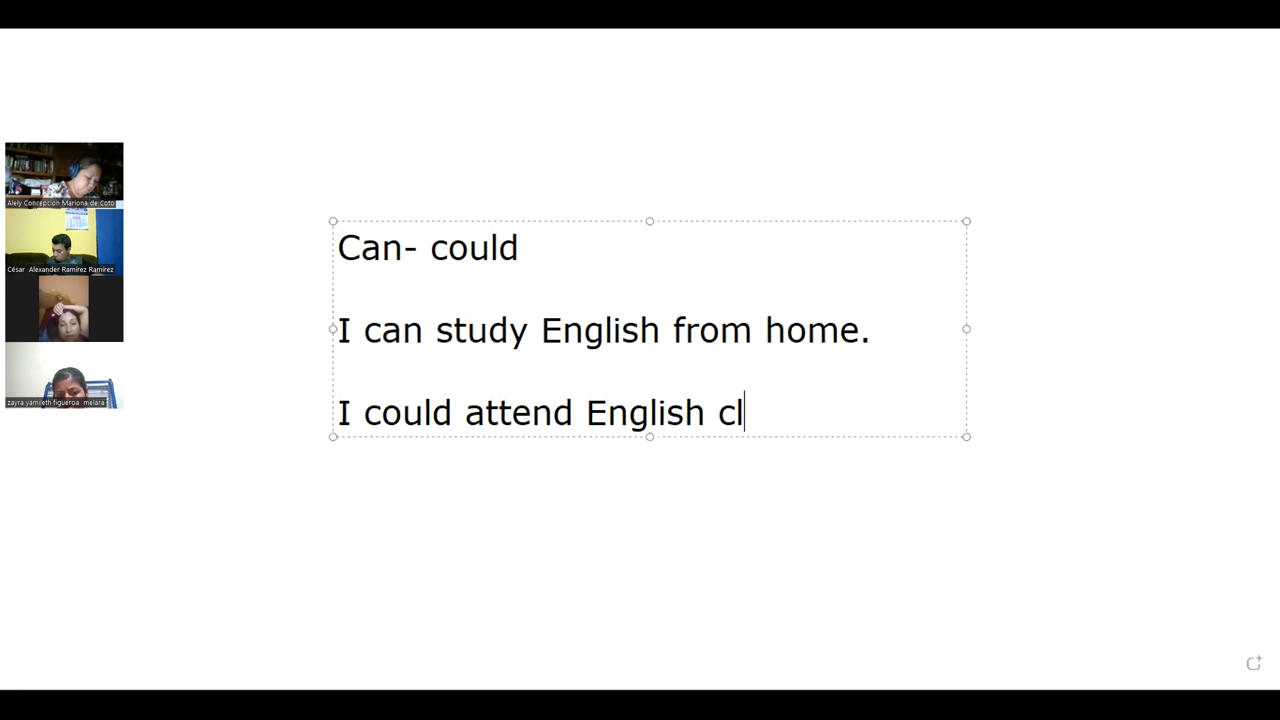 Alely Concepcion Mariona de Coto
César Alexander Ramírez Ramírez
zayra yamileth figueroa melara
Can- could
I can study English from home.
I could attend English cl